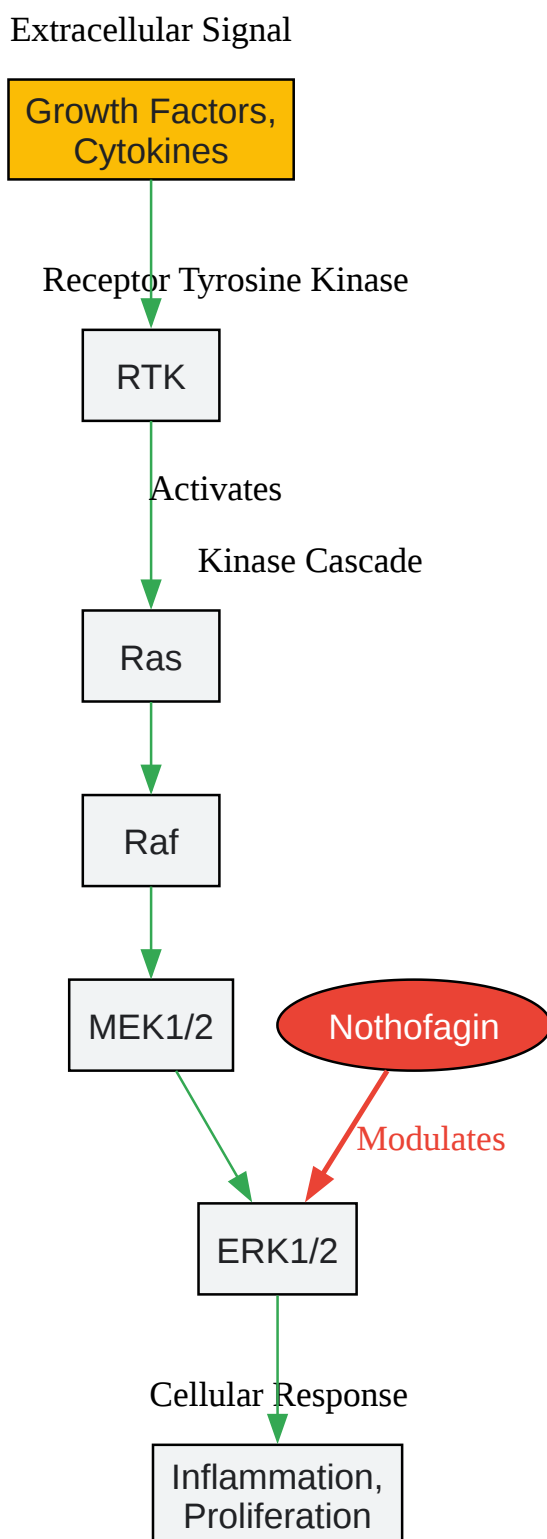 Extracellular Signal
Growth Factors,
Cytokines
Receptor Tyrosine Kinase
RTK
Activates
Kinase Cascade
Ras
Raf
MEK1/2
Nothofagin
Modulates
ERK1/2
Cellular Response
Inflammation,
Proliferation